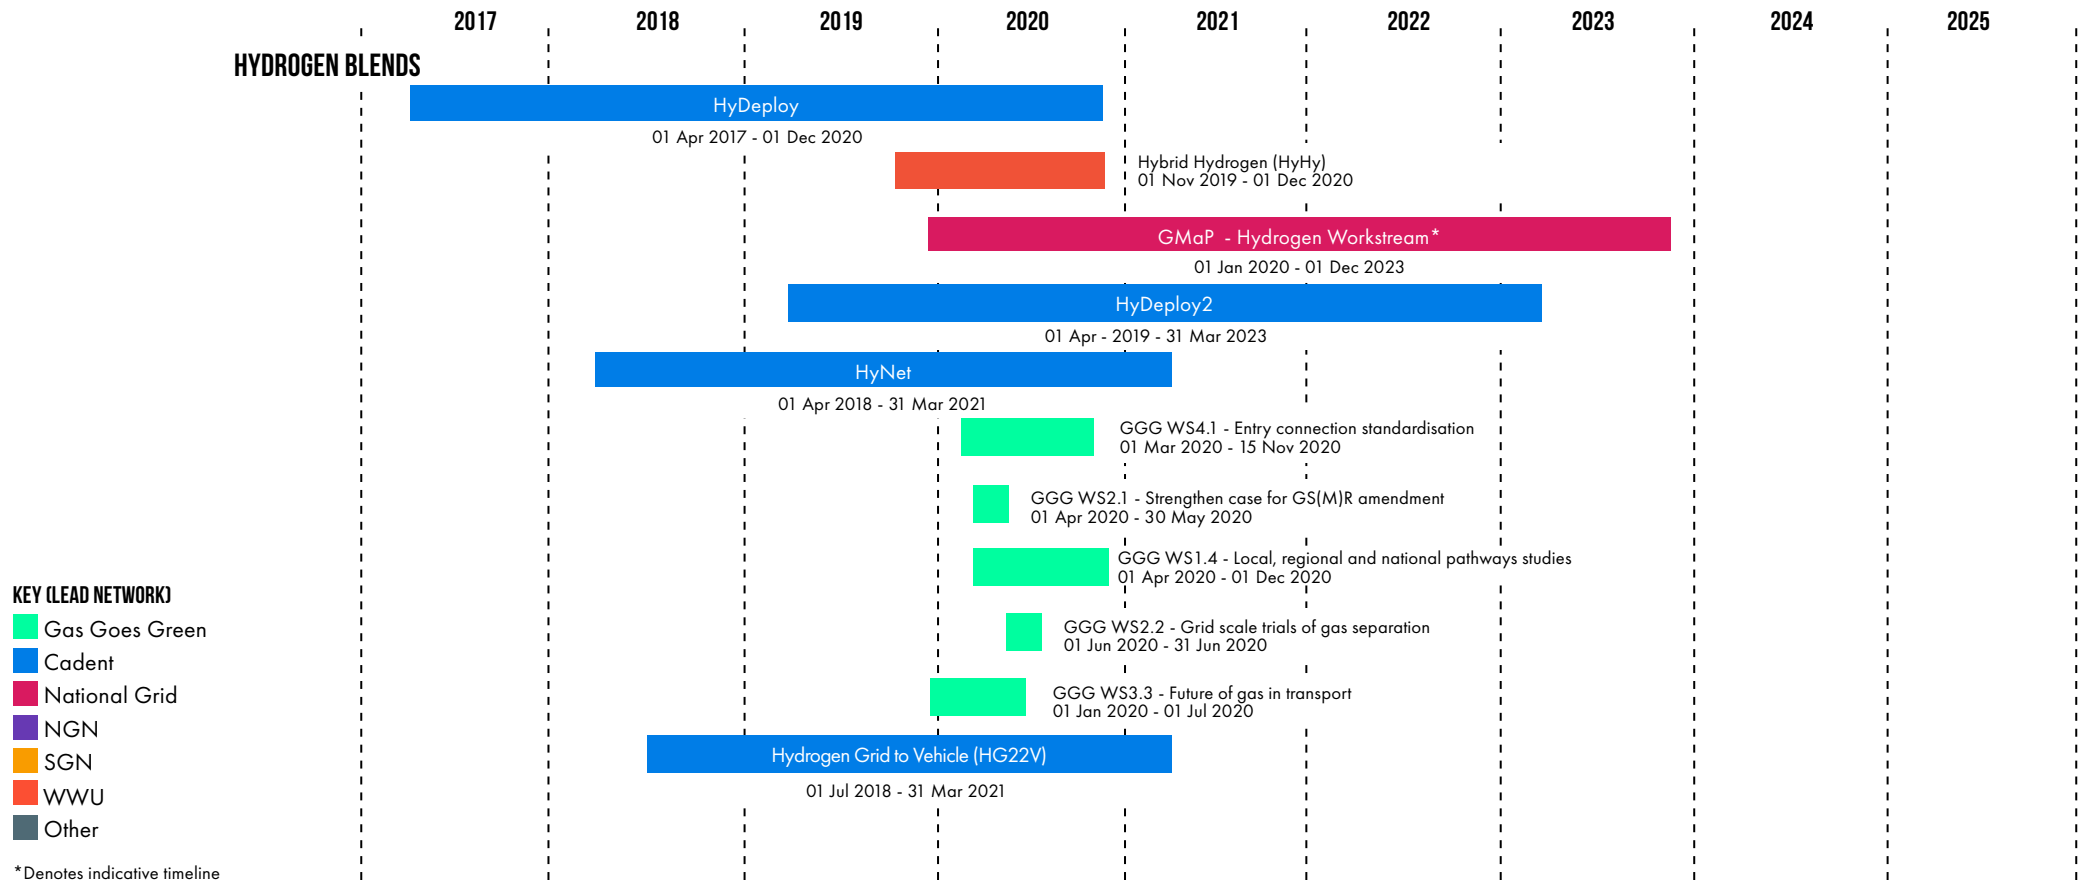 2017 2018 2019 2020 2021 2022 2023 2024 2025
HYDROGEN BLENDS
HyDeploy
01 Apr 2017 - 01 Dec 2020
Hybrid Hydrogen (HyHy)
01 Nov 2019 - 01 Dec 2020
GMaP - Hydrogen Workstream*
01 Jan 2020 - 01 Dec 2023
HyDeploy2
01 Apr - 2019 - 31 Mar 2023
HyNet
01 Apr 2018 - 31 Mar 2021
GGG WS4.1 - Entry connection standardisation
01 Mar 2020 - 15 Nov 2020
GGG WS2.1 - Strengthen case for GS(M)R amendment
01 Apr 2020 - 30 May 2020
GGG WS1.4 - Local, regional and national pathways studies
01 Apr 2020 - 01 Dec 2020
GGG WS2.2 - Grid scale trials of gas separation
01 Jun 2020 - 31 Jun 2020
GGG WS3.3 - Future of gas in transport
01 Jan 2020 - 01 Jul 2020
Hydrogen Grid to Vehicle (HG22V)
01 Jul 2018 - 31 Mar 2021
KEY (LEAD NETWORK)
Gas Goes Green
Cadent
National Grid
NGN
SGN
WWU
Other
*Denotes indicative timeline